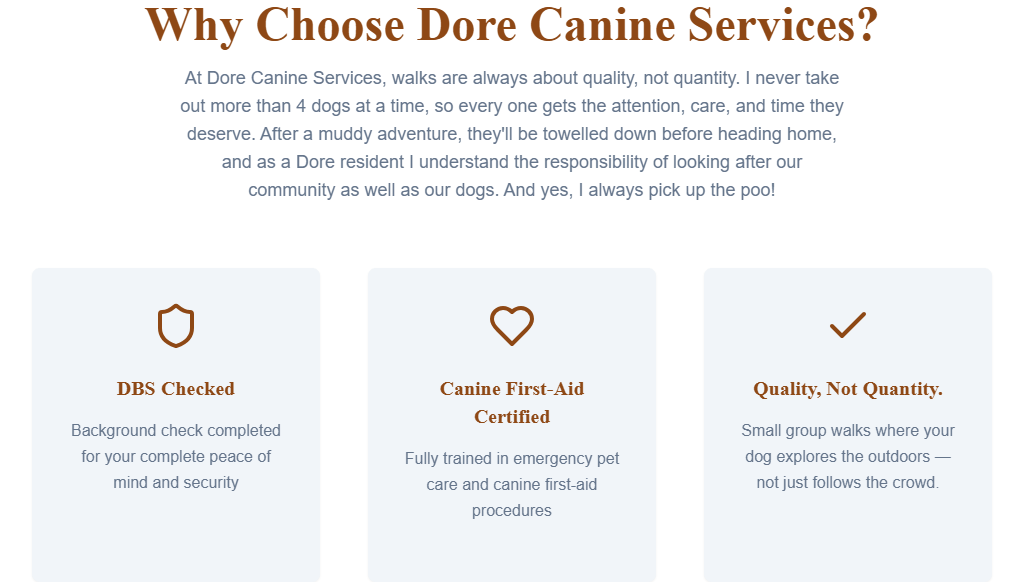 Why Choose Dore Canine Services?
At Dore Canine Services, walks are always about quality, not quantity. I never take
out more than 4 dogs at a time, so every one gets the attention, care, and time they
deserve. After a muddy adventure, they'll be towelled down before heading home,
and as a Dore resident I understand the responsibility of looking after our
community as well as our dogs. And yes, I always pick up the poo!
DBS Checked
Background check completed
for your complete peace of
mind and security
Canine First-Aid
Certified
Fully trained in emergency pet
care and canine first-aid
procedures
Quality, Not Quantity.
Small group walks where your
dog explores the outdoors —
not just follows the crowd.